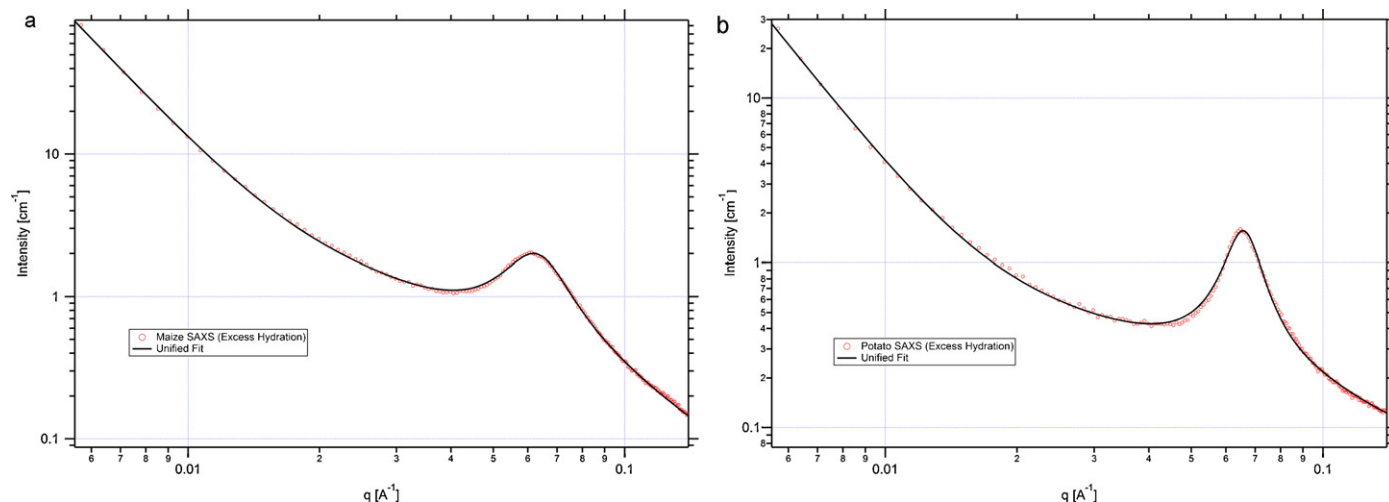 a
Intensity [cm⁻¹]
10
1
0.1
6 7 8 9 0.01 2 3 4 5 6 7 8 9 0.1
q [A⁻¹]
Maize SAXS (Excess Hydration)
Unified Fit
b
Intensity [cm⁻¹]
3
2
10
8
7
6
5
4
3
2
1
8
7
6
5
4
3
2
0.1
8
6 7 8 9 0.01 2 3 4 5 6 7 8 9 0.1
q [A⁻¹]
Potato SAXS (Excess Hydration)
Unified Fit